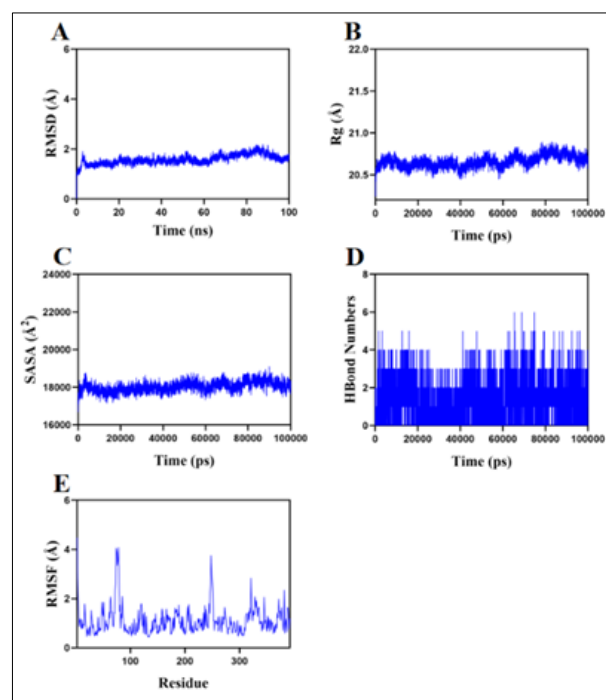 A
RMSD (Å)
6
4
2
0
0 20 40 60 80 100
Time (ns)
B
Rg (Å)
22.0
21.5
21.0
20.5
0 20000 40000 60000 80000 100000
Time (ps)
C
SASA (Å²)
24000
22000
20000
18000
16000
0 20000 40000 60000 80000 100000
Time (ps)
D
HBond Numbers
8
6
4
2
0
0 20000 40000 60000 80000 100000
Time (ps)
E
RMSF (Å)
6
4
2
0
100 200 300
Residue